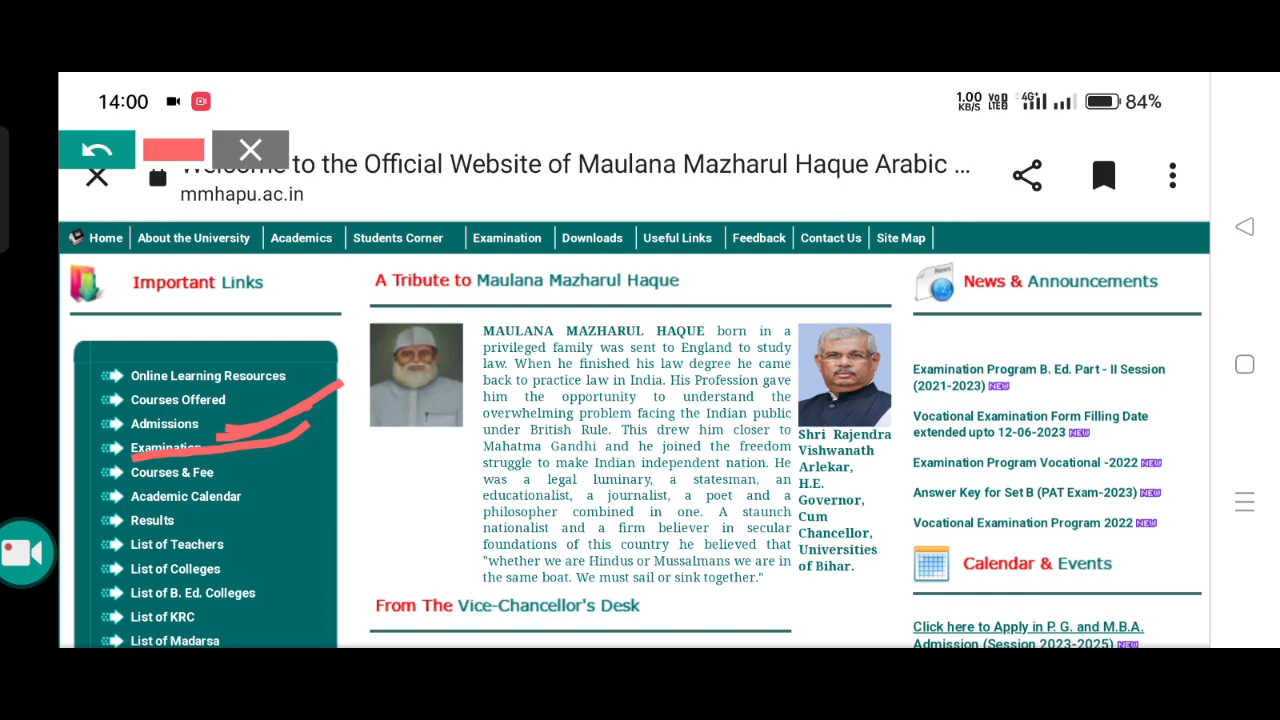 14:00
1.00 KB/S
VoD LTE2
4G+
84%
to the Official Website of Maulana Mazharul Haque Arabic ...
mmhapu.ac.in
Home
About the University
Academics
Students Corner
Examination
Downloads
Useful Links
Feedback
Contact Us
Site Map
Important Links
Online Learning Resources
Courses Offered
Admissions
Examination
Courses & Fee
Academic Calendar
Results
List of Teachers
List of Colleges
List of B. Ed. Colleges
List of KRC
List of Madarsa
A Tribute to Maulana Mazharul Haque
MAULANA MAZHARUL HAQUE born in a
privileged family was sent to England to study
law. When he finished his law degree he came
back to practice law in India. His Profession gave
him the opportunity to understand the
overwhelming problem facing the Indian public
under British Rule. This drew him closer to
Mahatma Gandhi and he joined the freedom
struggle to make Indian independent nation. He
was a legal luminary, a statesman, an
educationalist, a journalist, a poet and a
philosopher combined in one. A staunch
nationalist and a firm believer in secular
foundations of this country he believed that
"whether we are Hindus or Mussalmans we are in
the same boat. We must sail or sink together."
Shri Rajendra
Vishwanath
Arlekar,
H.E.
Governor,
Cum
Chancellor,
Universities
of Bihar.
From The Vice-Chancellor's Desk
News & Announcements
Examination Program B. Ed. Part - II Session
(2021-2023) NEW
Vocational Examination Form Filling Date
extended upto 12-06-2023 NEW
Examination Program Vocational -2022 NEW
Answer Key for Set B (PAT Exam-2023) NEW
Vocational Examination Program 2022 NEW
Calendar & Events
Click here to Apply in P. G. and M.B.A.
Admission (Session 2023-2025) NEW